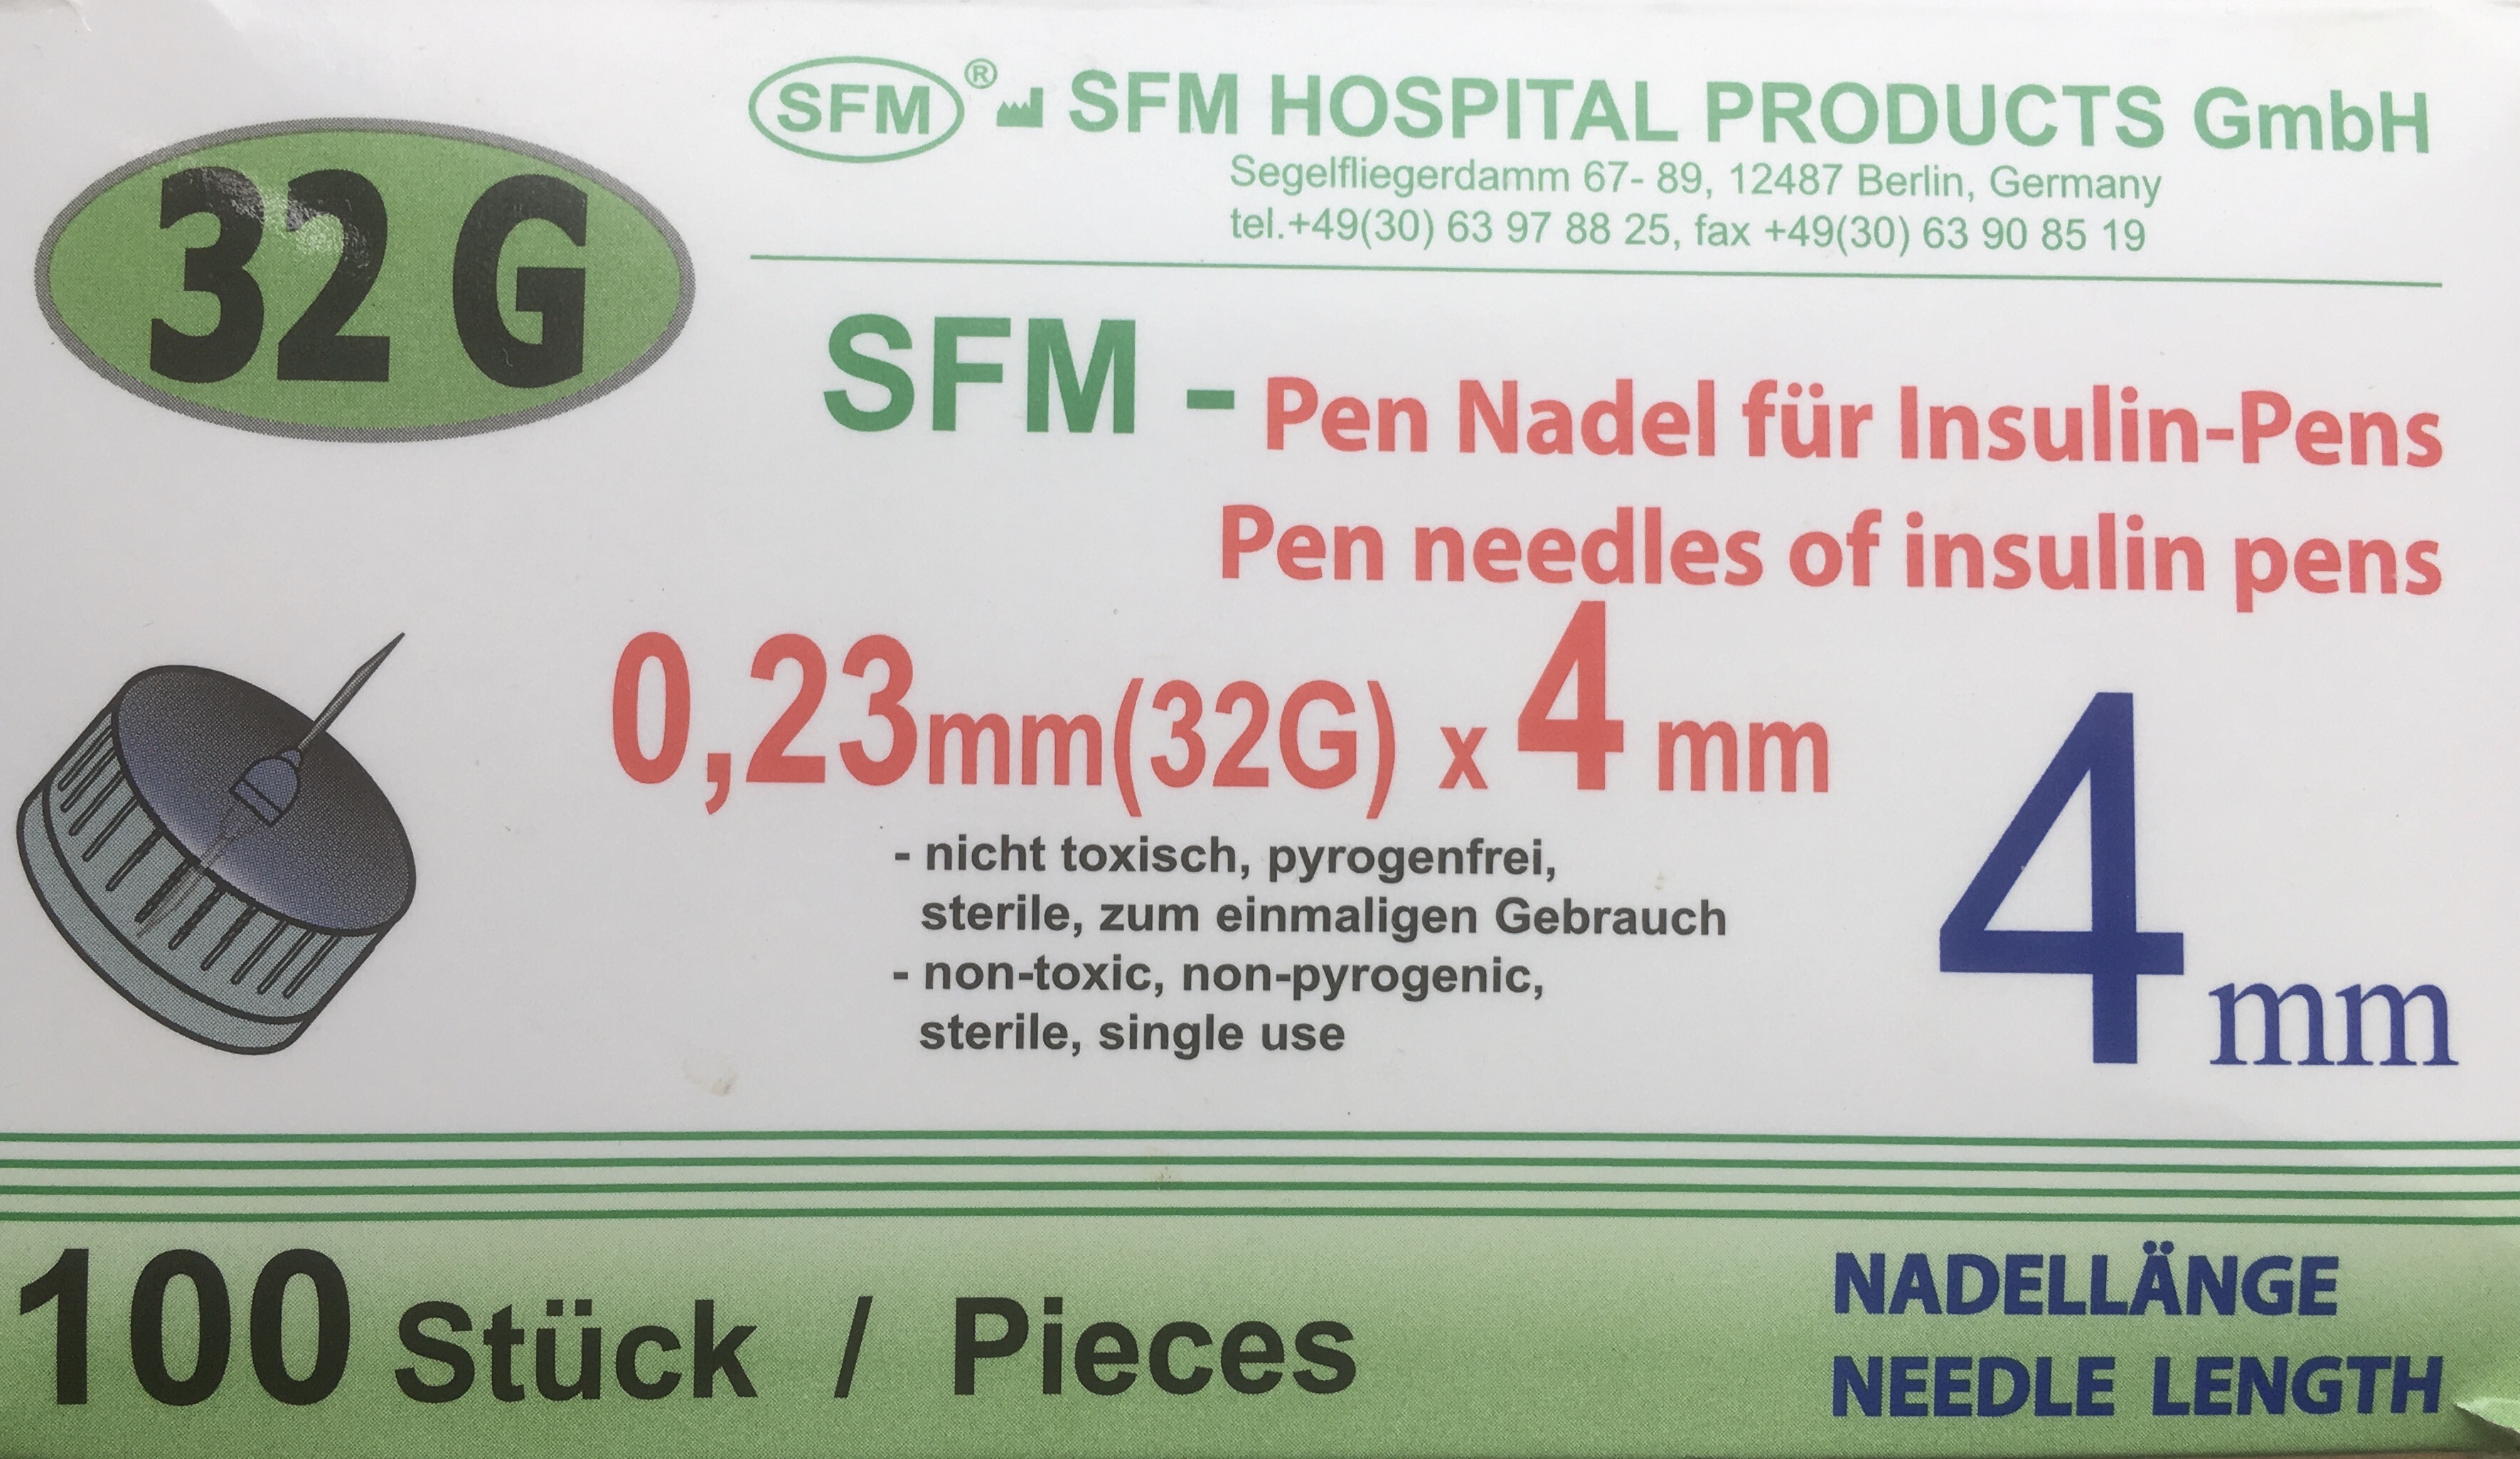 32 G
SFM® SFM HOSPITAL PRODUCTS GmbH
Segelfliegerdamm 67- 89, 12487 Berlin, Germany
tel.+49(30) 63 97 88 25, fax +49(30) 63 90 85 19
SFM - Pen Nadel für Insulin-Pens
Pen needles of insulin pens
0,23mm(32G) x 4 mm
4 mm
- nicht toxisch, pyrogenfrei,
sterile, zum einmaligen Gebrauch
- non-toxic, non-pyrogenic,
sterile, single use
100 Stück / Pieces
NADELLÄNGE
NEEDLE LENGTH